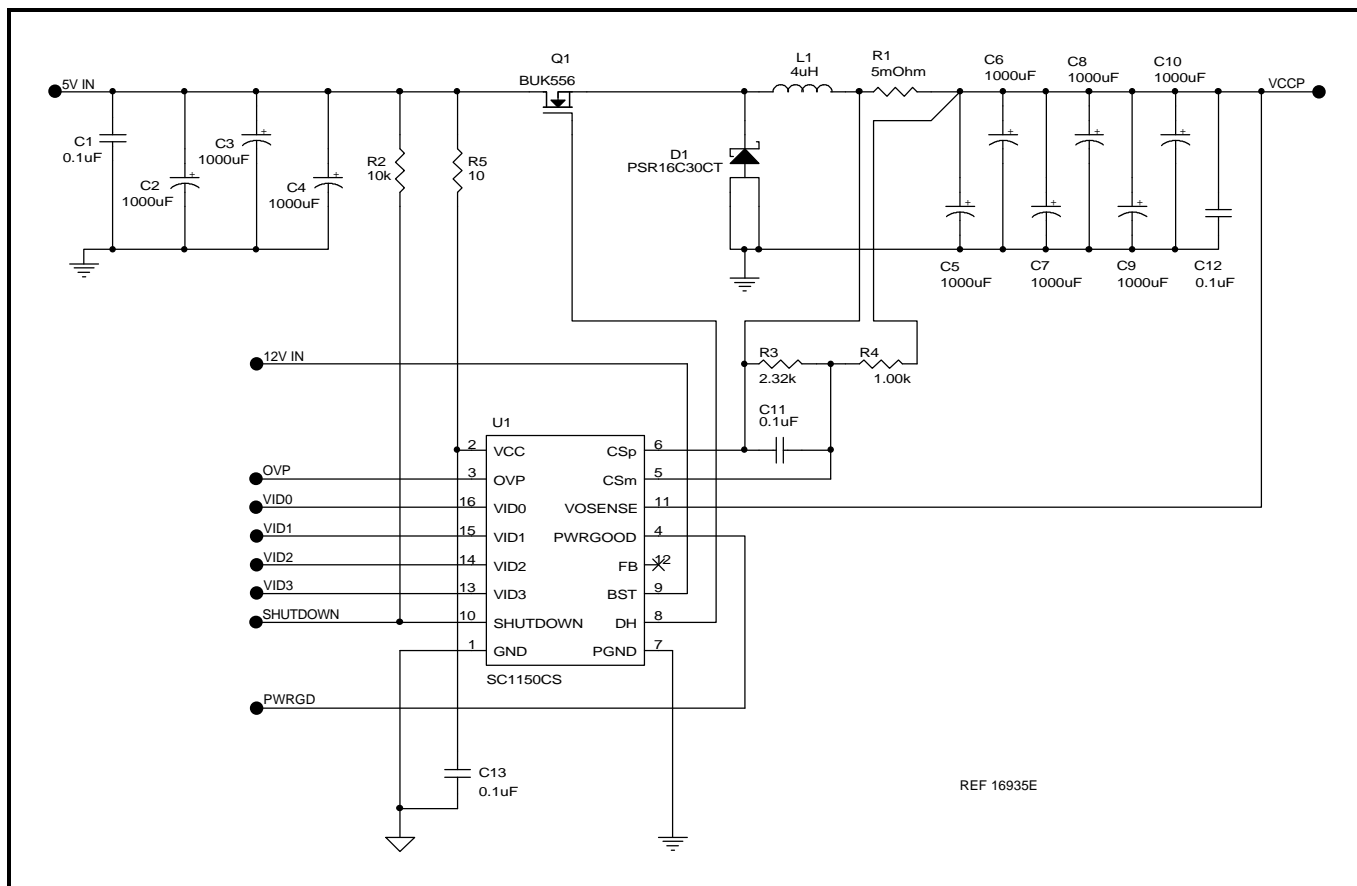 Q1
BUK556
L1
4uH
R1
5mOhm
C6
1000uF
C8
1000uF
C10
1000uF
5V IN
VCCP
C1
0.1uF
C3
1000uF
C2
1000uF
C4
1000uF
R2
10k
R5
10
D1
PSR16C30CT
+
+
+
+
+
+
+
+
+
C5
1000uF
C7
1000uF
C9
1000uF
C12
0.1uF
12V IN
R3
2.32k
R4
1.00k
C11
0.1uF
U1
2 VCC CSp 6
OVP 3 OVP CSm 5
VID0 16 VID0 VOSENSE 11
VID1 15 VID1 PWRGOOD 4
VID2 14 VID2 FB 12
VID3 13 VID3 BST 9
SHUTDOWN 10 SHUTDOWN DH 8
1 GND PGND 7
SC1150CS
PWRGD
C13
0.1uF
REF 16935E